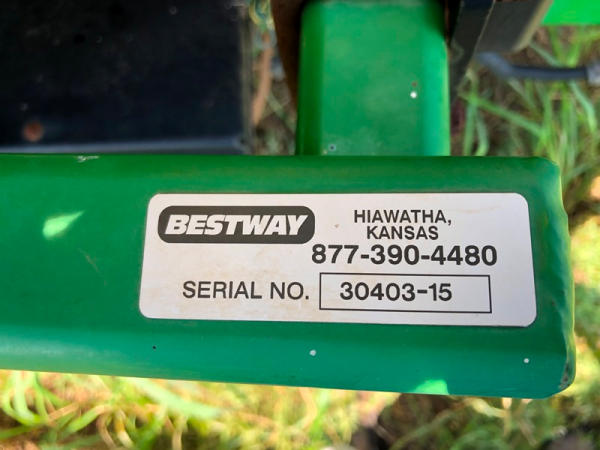 BESTWAY
HIAWATHA,
KANSAS
877-390-4480
SERIAL NO. 30403-15